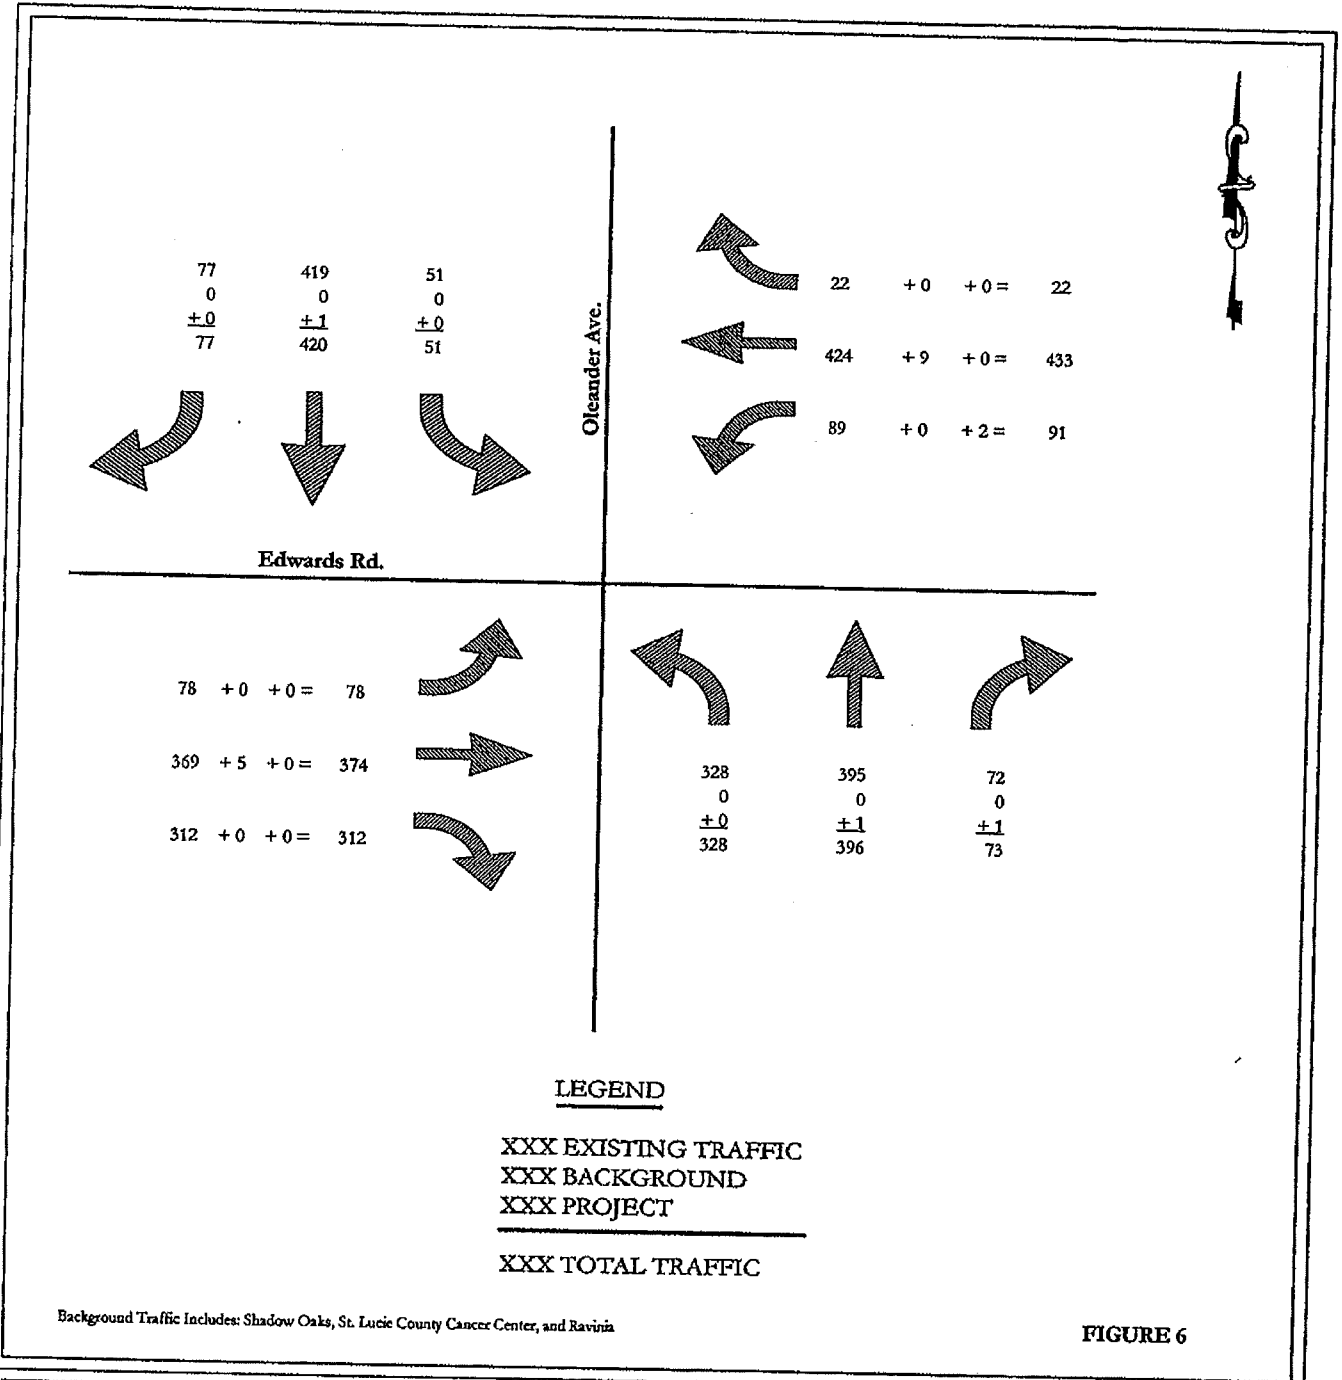 77 419 51
0 0 0
+0 +1 +0
77 420 51
22 +0 +0= 22
424 +9 +0= 433
89 +0 +2= 91
Oleander Ave.
Edwards Rd.
78 +0 +0= 78
369 +5 +0= 374
312 +0 +0= 312
328 395 72
0 0 0
+0 +1 +1
328 396 73
LEGEND
XXX EXISTING TRAFFIC
XXX BACKGROUND
XXX PROJECT
XXX TOTAL TRAFFIC
Background Traffic Includes: Shadow Oaks, St. Lucie County Cancer Center, and Ravinia
FIGURE 6